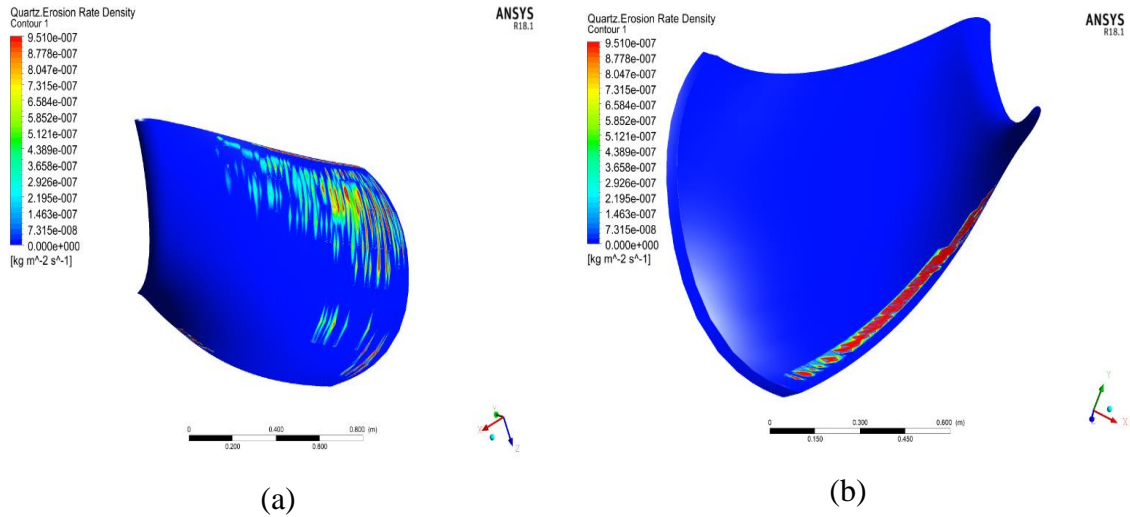 Quartz.Erosion Rate Density
Contour 1
9.510e-007
8.778e-007
8.047e-007
7.315e-007
6.584e-007
5.852e-007
5.121e-007
4.389e-007
3.658e-007
2.926e-007
2.195e-007
1.463e-007
7.315e-008
0.000e+000
[kg m^-2 s^-1]
ANSYS
R18.1
0 0.400 0.800 (m)
0.200 0.600
X
Z
(a)
Quartz.Erosion Rate Density
Contour 1
9.510e-007
8.778e-007
8.047e-007
7.315e-007
6.584e-007
5.852e-007
5.121e-007
4.389e-007
3.658e-007
2.926e-007
2.195e-007
1.463e-007
7.315e-008
0.000e+000
[kg m^-2 s^-1]
ANSYS
R18.1
0 0.300 0.600 (m)
0.150 0.450
Y
X
(b)